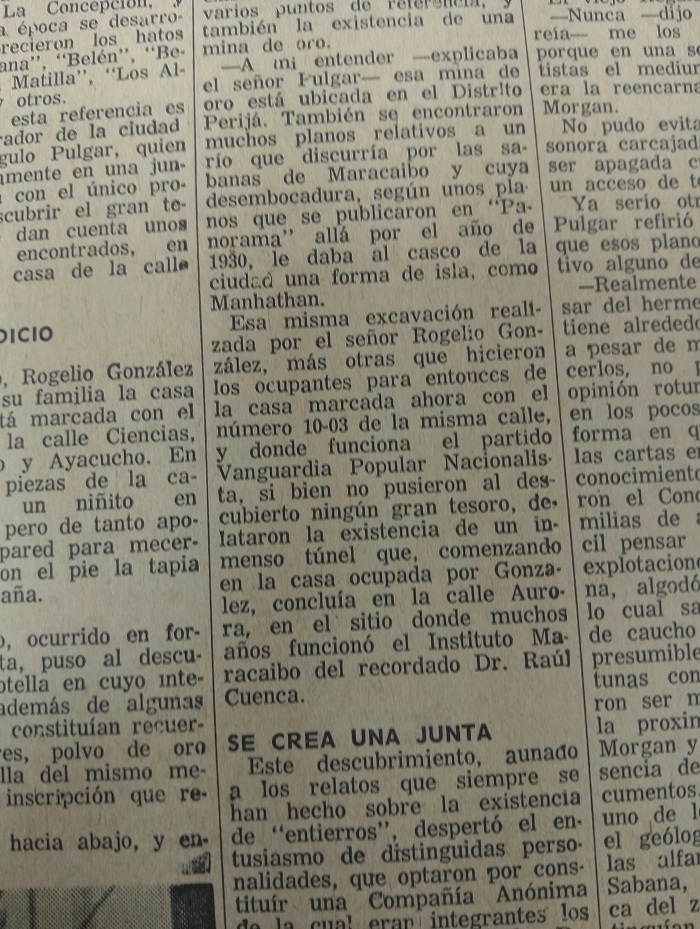 La Concepción, y
a época se desarro-
recieron los hatos
ana", "Belén", "Be-
Matilla", "Los Al-
y otros.
esta referencia es
rador de la ciudad
gulo Pulgar, quien
amente en una jun-
con el único pro-
scubrir el gran te-
dan cuenta unos
encontrados, en
casa de la calle
DICIO
, Rogelio González
su familia la casa
tá marcada con el
la calle Ciencias,
o y Ayacucho. En
piezas de la ca-
un niñito en
pero de tanto apo-
pared para mecer-
on el pie la tapia
aña.
o, ocurrido en for-
ta, puso al descu-
otella en cuyo inte-
además de algunas
constituían recuer-
res, polvo de oro
lla del mismo me-
inscripción que re-
hacia abajo, y en-
varios puntos de referencia, y
también la existencia de una
mina de oro.
—A mi entender —explicaba
el señor Pulgar— esa mina de
oro está ubicada en el Distrito
Perijá. También se encontraron
muchos planos relativos a un
río que discurría por las sa-
banas de Maracaibo y cuya
desembocadura, según unos pla-
nos que se publicaron en "Pa-
norama" allá por el año de
1930, le daba al casco de la
ciudad una forma de isla, como
Manhathan.
Esa misma excavación reali-
zada por el señor Rogelio Gon-
zález, más otras que hicieron
los ocupantes para entonces de
la casa marcada ahora con el
número 10-03 de la misma calle,
y donde funciona el partido
Vanguardia Popular Nacionalis-
ta, si bien no pusieron al des-
cubierto ningún gran tesoro, de-
lataron la existencia de un in-
menso túnel que, comenzando
en la casa ocupada por Gonza-
lez, concluía en la calle Auro-
ra, en el sitio donde muchos
años funcionó el Instituto Ma-
racaibo del recordado Dr. Raúl
Cuenca.
SE CREA UNA JUNTA
Este descubrimiento, aunado
a los relatos que siempre se
han hecho sobre la existencia
de "entierros", despertó el en-
tusiasmo de distinguidas perso-
nalidades, que optaron por cons-
tituír una Compañía Anónima
de la cual eran integrantes los
El viejo
—Nunca —dijo
reía— me los
porque en una se
tistas el medium
era la reencarna
Morgan.
No pudo evita
sonora carcajad
ser apagada c
un acceso de t
Ya serio otr
Pulgar refirió
que esos plano
tivo alguno de
—Realmente
sar del herme
tiene alrededo
a pesar de m
cerlos, no p
opinión rotun
en los pocos
forma en q
las cartas e
conocimiento
ron el Cond
milias de a
cil pensar
explotacione
na, algodó
lo cual sa
de caucho
presumible
tunas con
ron ser m
la proxin
Morgan y
sencia de
cumentos.
uno de l
el geólog
las alfar
Sabana,
ca del z